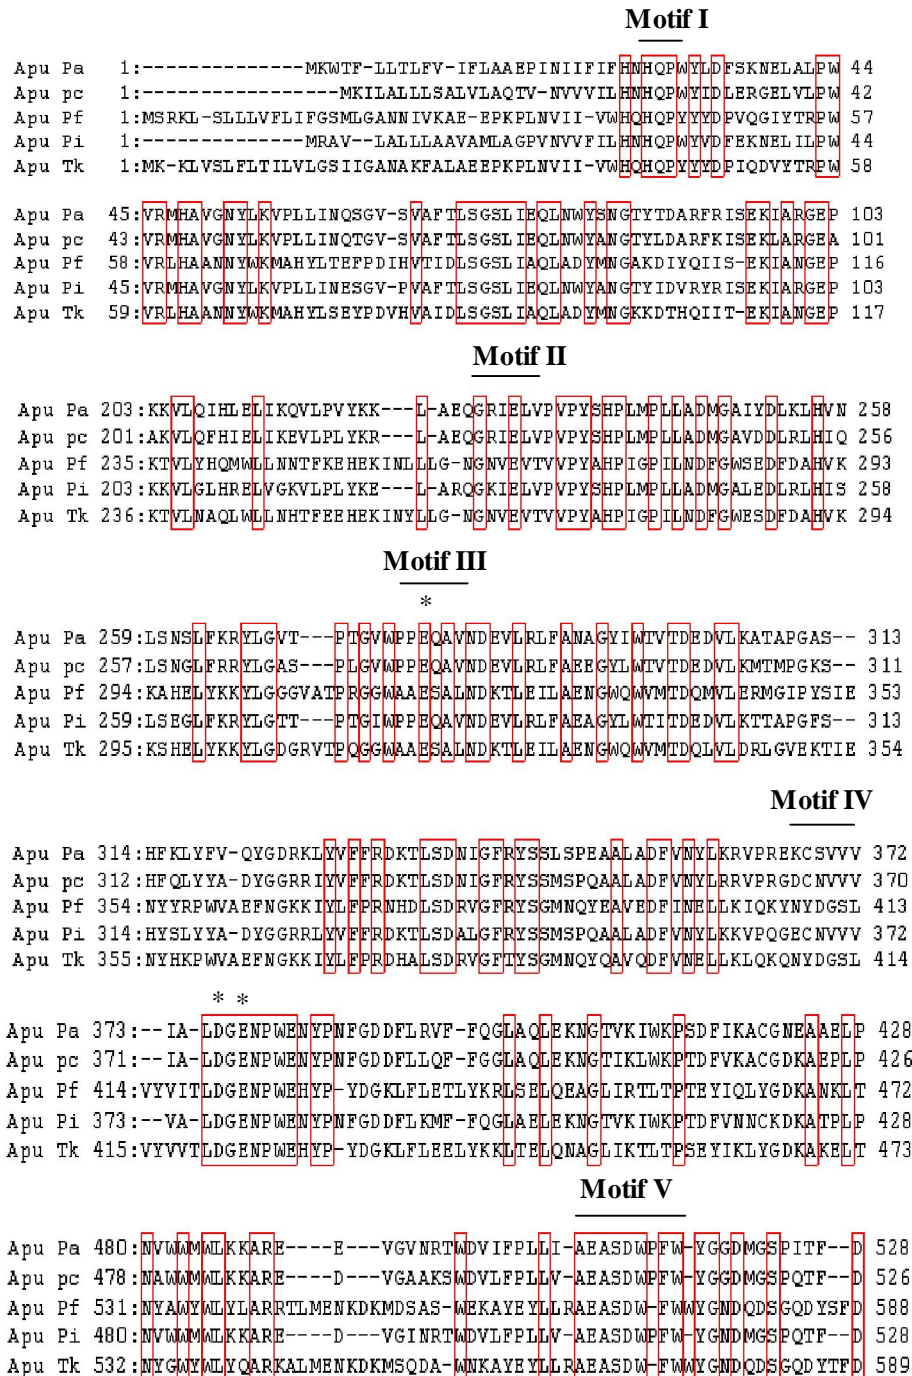 Motif I
Apu Pa 1:----------------MKWTF-LLTLFV-IFLAAEPINIIFIFHNHQPWYLDFSKNELALPW 44
Apu pc 1:-------------------MKILALLLSALVLAQTV-NVVVILHNHQPWYIDLERGELVLPW 42
Apu Pf 1:MSRKL-SLLLVFLIFGSMLGANNIVKAE-EPKPLNVII-VWHQHQPYYYDPVQGIYTRPW 57
Apu Pi 1:----------------MRAV--LALLLAAVAMLAGPVNVVFILHNHQPWYVDFEKNELILPW 44
Apu Tk 1:MK-KLVSLFLTILVLGSIIGANAKFALAEEPKPLNVII-VWHQHQPYYYDPIQDVYTRPW 58
Apu Pa 45:VRMHAVGNYLKVPLLINQSGV-SVAFTLSGSLIEQLNWYSNGTYTDARFRISEKIARGEP 103
Apu pc 43:VRMHAVGNYLKVPLLINQTGV-SVAFTLSGSLIEQLNWYANGTYLDARFKISEKLARGEA 101
Apu Pf 58:VRLHAANNYWKMAHYLTEFPDIHVTIDLSGSLIAQLADYMNGAKDIYQIIS-EKIANGEP 116
Apu Pi 45:VRMHAVGNYLKVPLLINESGV-PVAFTLSGSLIEQLNWYANGTYIDVRYRISEKIARGEP 103
Apu Tk 59:VRLHAANNYWKMAHYLSEYPDVHVAIDLSGSLIAQLADYMNGKKDTHQIIT-EKIANGEP 117
Motif II
Apu Pa 203:KKVLQIHLELIKQVLPVYKK---L-AEQGRIELVPVPYSHPLMPLLADMGAIYDLKLHVN 258
Apu pc 201:AKVLQFHIELIKEVLPLYKR---L-AEQGRIELVPVPYSHPLMPLLADMGAVDDLRLHIQ 256
Apu Pf 235:KTVLYHQMWLLNNTFKEHEKINLLLG-NGNVEVTVVPYAHPIGPILNDFGWSEDFDAHVK 293
Apu Pi 203:KKVLGLHRELVGKVLPLYKE---L-ARQGKIELVPVPYSHPLMPLLADMGALEDLRLHIS 258
Apu Tk 236:KTVLNAQLWLLNHTFEEHEKINYLLG-NGNVEVTVVPYAHPIGPILNDFGWESDFDAHVK 294
Motif III
*
Apu Pa 259:LSNSLFKRYLGVT---PTGVWPPEQAVNDEVLRLFANAGYIWTVTDEDVLKATAPGAS-- 313
Apu pc 257:LSNGLFRRYLGAS---PLGVWPPEQAVNDEVLRLFAEEGYLWTVTDEDVLKMTMPGKS-- 311
Apu Pf 294:KAHELYKKYLGGGVATPRGGWAAESALNDKTLEILAENGWQWVMTDQMVLERMGIPYSIE 353
Apu Pi 259:LSEGLFKRYLGTT---PTGIWPPEQAVNDEVLRLFAEAGYLWTITDEDVLKTTAPGFS-- 313
Apu Tk 295:KSHELYKKYLGDGRVTPQGGWAAESALNDKTLEILAENGWQWVMTDQLVLDRLGVEKTIE 354
Motif IV
Apu Pa 314:HFKLYFV-QYGDRKLYVFFRDKTLSDNIGFRYSSLSPEAALADFVNYLKRVPREKCSVVV 372
Apu pc 312:HFQLYYA-DYGGRRIYVFFRDKTLSDNIGFRYSSMSPQAALADFVNYLRRVPRGDCNVVV 370
Apu Pf 354:NYYRPWVAEFNGKKIYLFPRNHDLSDRVGFRYSGMNQYEAVEDFINELLKIQKYNYDGSL 413
Apu Pi 314:HYSLYYA-DYGGRRLYVFFRDKTLSDALGFRYSSMSPQAALADFVNYLKKVPQGECNVVV 372
Apu Tk 355:NYHKPWVAEFNGKKIYLFPRDHALSDRVGFTYSGMNQYQAVQDFVNELLKLQKQNYDGSL 414
* *
Apu Pa 373:--IA-LDGENPWENYPNFGDDFLRVF-FQGLAQLEKNGTVKIWKPSDFIKACGNEAAELP 428
Apu pc 371:--IA-LDGENPWENYPNFGDDFLLQF-FGGLAQLEKNGTIKLWKPTDFVKACGDKAEPLP 426
Apu Pf 414:VYVITLDGENPWEHYP-YDGKLFLETLYKRLSELQEAGLIRTLTPTEYIQLYGDKANKLT 472
Apu Pi 373:--VA-LDGENPWENYPNFGDDFLKMF-FQGLAELEKNGTVKIWKPTDFVNNCKDKATPLP 428
Apu Tk 415:VYVVTLDGENPWEHYP-YDGKLFLEELYKKLTELQNAGLIKTLTPSEYIKLYGDKAKELT 473
Motif V
Apu Pa 480:NVWWMWLKKARE----E---VGVNRTWDVIFPLLI-AEASDWPFW-YGGDMGSPITF--D 528
Apu pc 478:NAWWMWLKKARE----D---VGAAKSWDVLFPLLV-AEASDWPFW-YGGDMGSPQTF--D 526
Apu Pf 531:NYAWYWLYLARRTLMENKDKMDSAS-WEKAYEYLLRAEASDW-FWWYGNDQDSGQDYSFD 588
Apu Pi 480:NVWWMWLKKARE----D---VGINRTWDVLFPLLV-AEASDWPFW-YGNDMGSPQTF--D 528
Apu Tk 532:NYGWYWLYQARKALMENKDKMSQDA-WNKAYEYLLRAEASDW-FWWYGNDQDSGQDYTFD 589